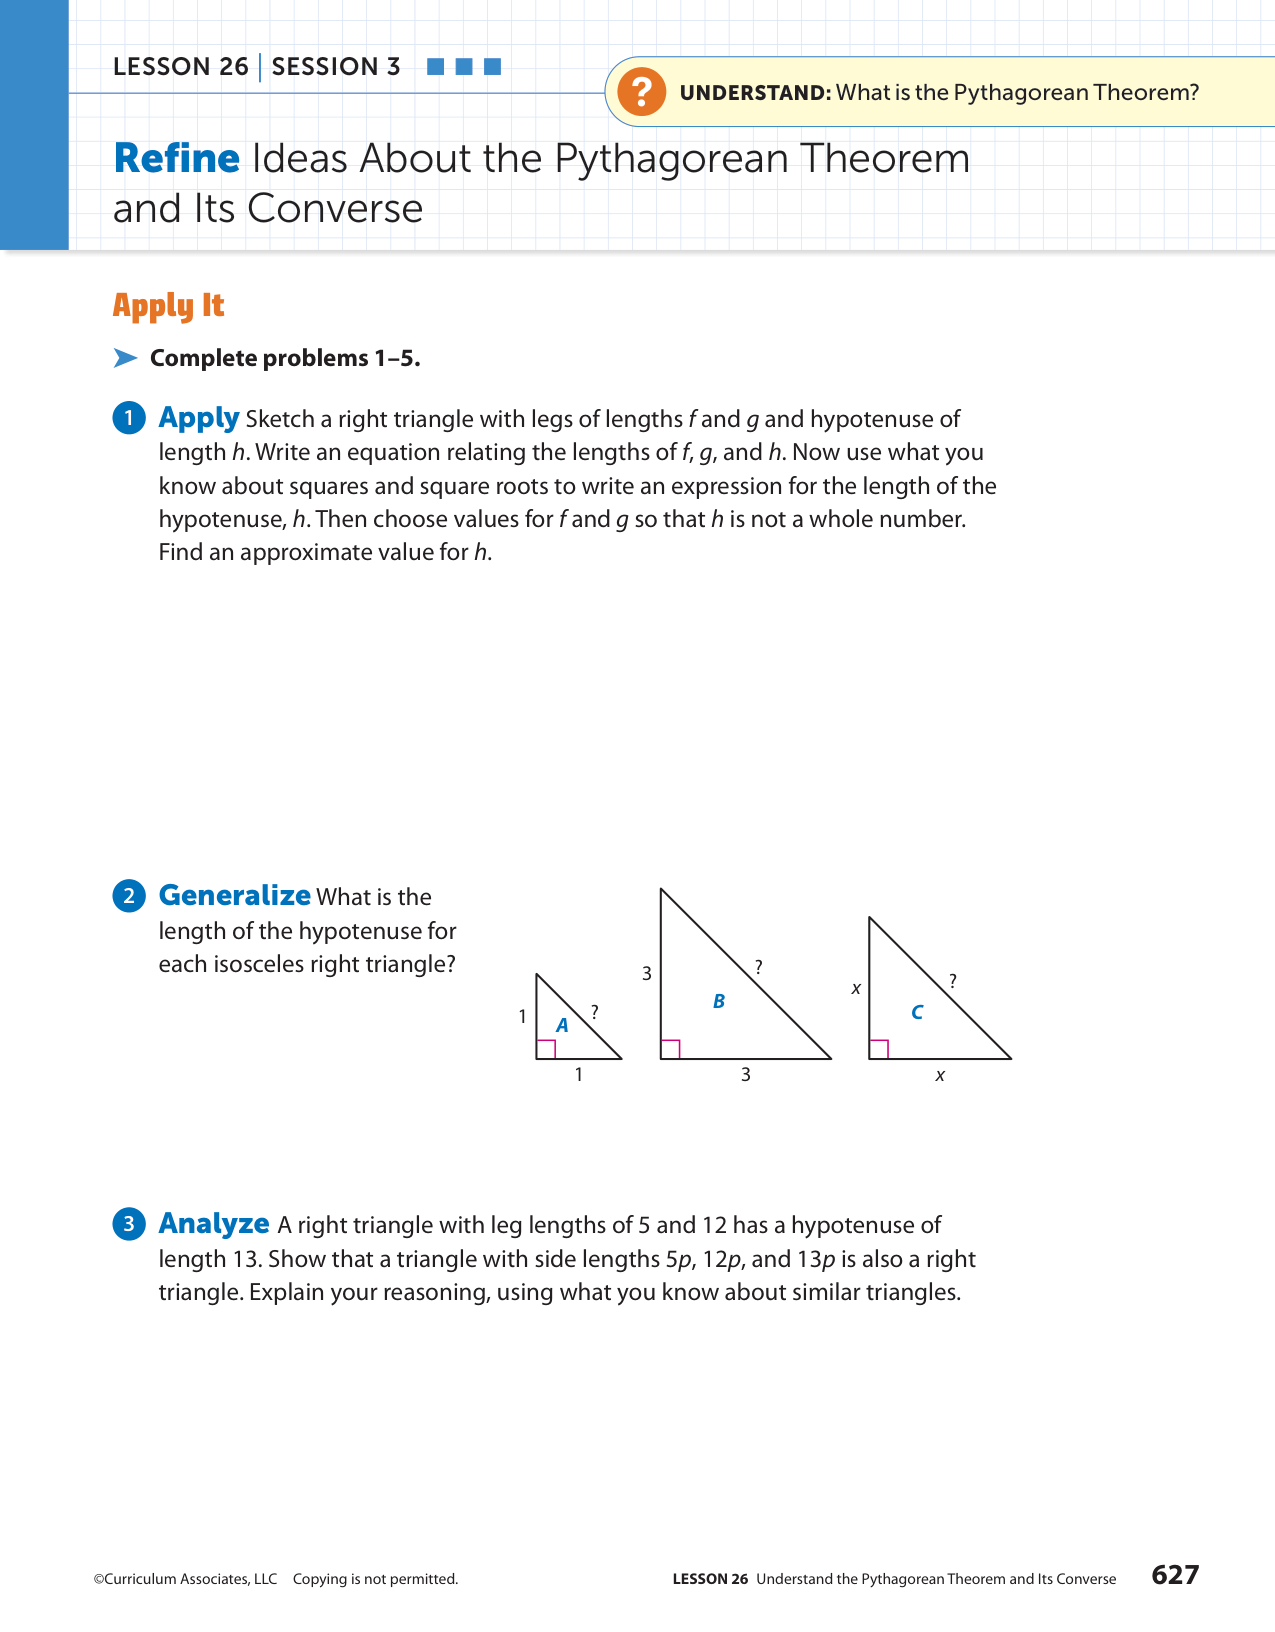 LESSON 26 | SESSION 3
? UNDERSTAND: What is the Pythagorean Theorem?
Refine Ideas About the Pythagorean Theorem
and Its Converse
Apply It
Complete problems 1–5.
1 Apply Sketch a right triangle with legs of lengths f and g and hypotenuse of
length h. Write an equation relating the lengths of f, g, and h. Now use what you
know about squares and square roots to write an expression for the length of the
hypotenuse, h. Then choose values for f and g so that h is not a whole number.
Find an approximate value for h.
2 Generalize What is the
length of the hypotenuse for
each isosceles right triangle?
1
A
?
1
3
B
?
3
x
C
?
x
3 Analyze A right triangle with leg lengths of 5 and 12 has a hypotenuse of
length 13. Show that a triangle with side lengths 5p, 12p, and 13p is also a right
triangle. Explain your reasoning, using what you know about similar triangles.
©Curriculum Associates, LLC Copying is not permitted.
LESSON 26 Understand the Pythagorean Theorem and Its Converse 627